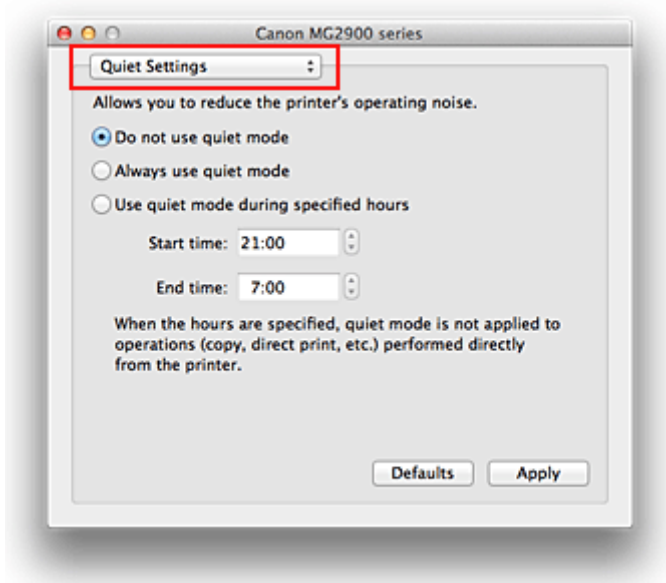 Canon MG2900 series
Quiet Settings
Allows you to reduce the printer's operating noise.
Do not use quiet mode
Always use quiet mode
Use quiet mode during specified hours
Start time: 21:00
End time: 7:00
When the hours are specified, quiet mode is not applied to
operations (copy, direct print, etc.) performed directly
from the printer.
Defaults Apply